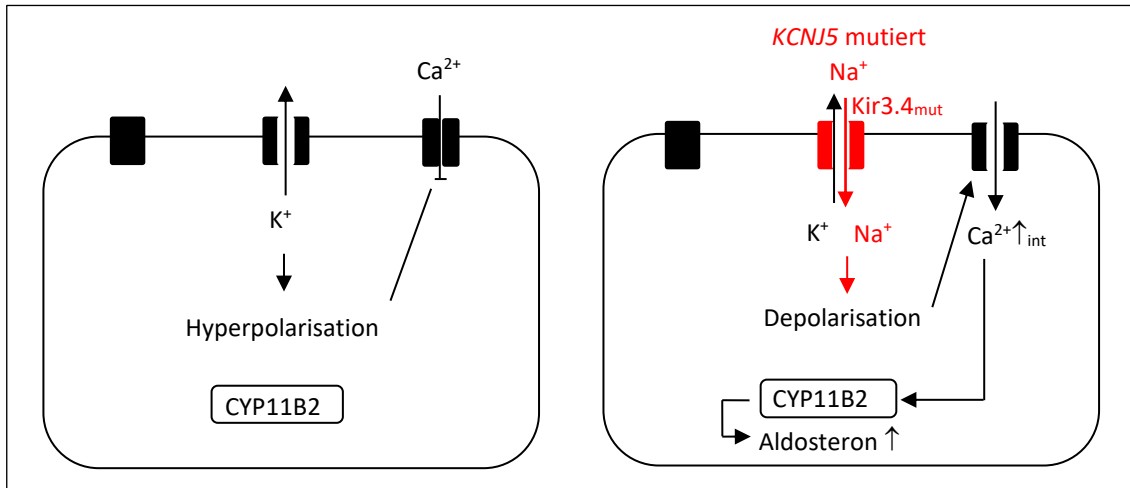 Ca²⁺
K⁺
Hyperpolarisation
CYP11B2
KCNJ5 mutiert
Na⁺
Kir3.4mut
K⁺ Na⁺
Ca²⁺↑int
Depolarisation
CYP11B2
Aldosteron ↑